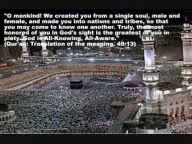 "O mankind! We created you from a single soul, male and
female, and made you into nations and tribes, so that
you may come to know one another. Truly, the most
honored of you in God's sight is the greatest of you in
piety. God is All-Knowing, All-Aware."
(Qur'an: Translation of the meaning, 49:13)